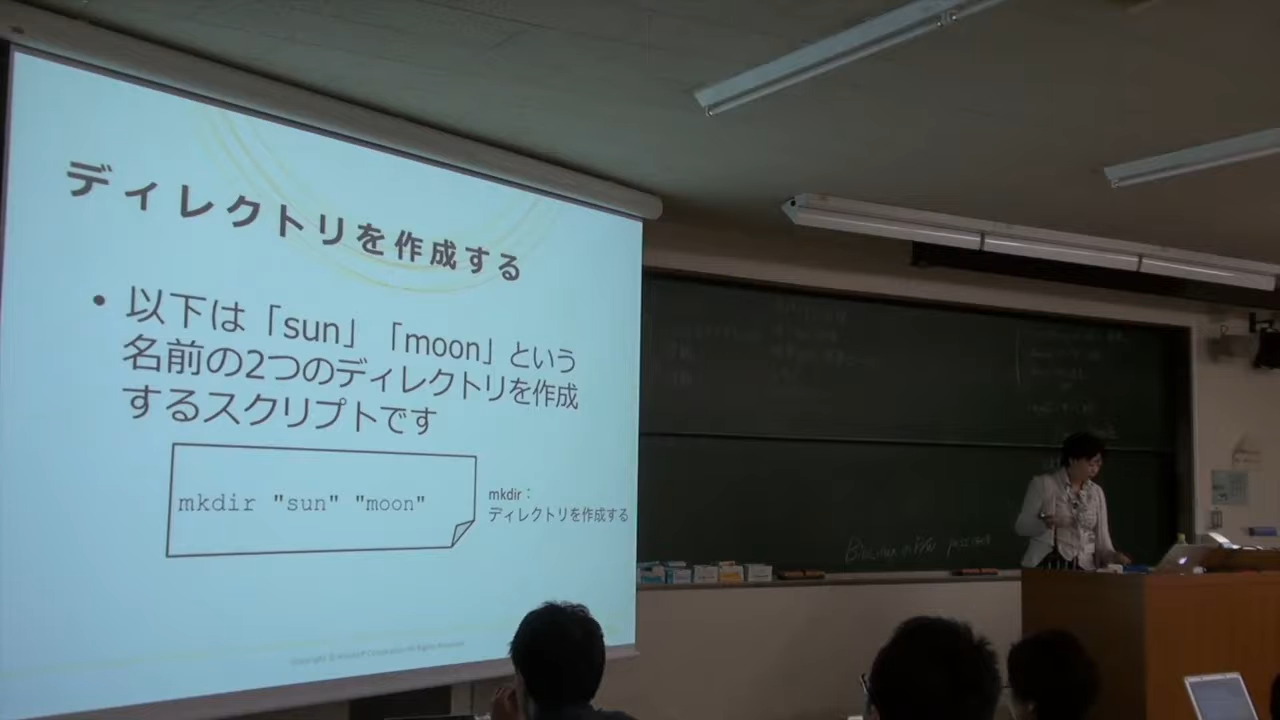 ディレクトリを作成する
• 以下は「sun」「moon」という
名前の2つのディレクトリを作成
するスクリプトです
mkdir "sun" "moon"
mkdir：
ディレクトリを作成する